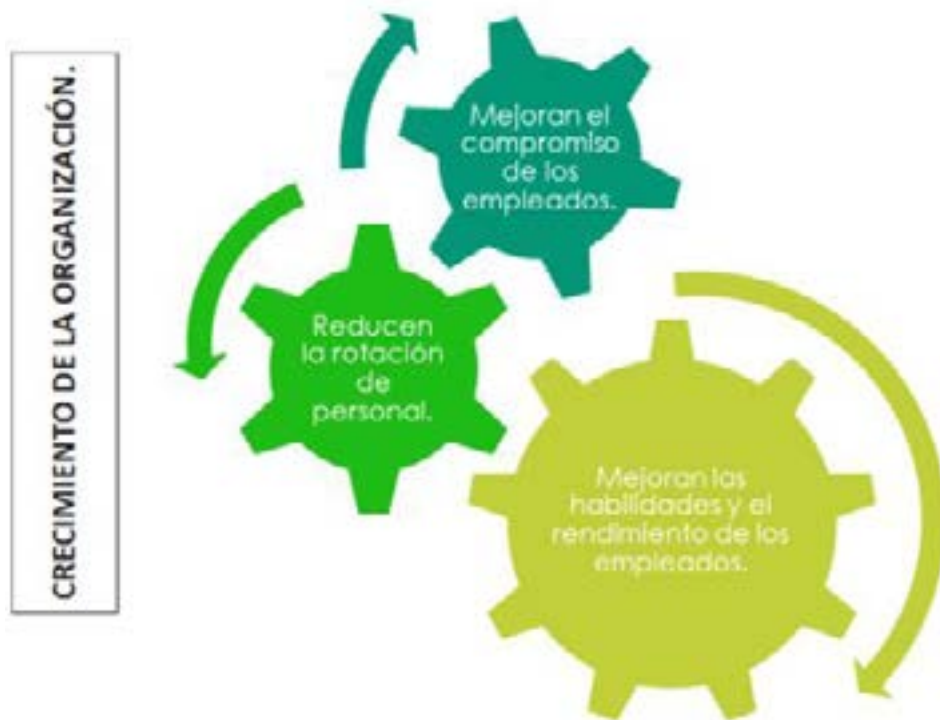 CRECIMIENTO DE LA ORGANIZACIÓN.
Mejoran el
compromiso
de los
empleados.
Reducen
la rotación
de
personal.
Mejoran las
habilidades y el
rendimiento de los
empleados.